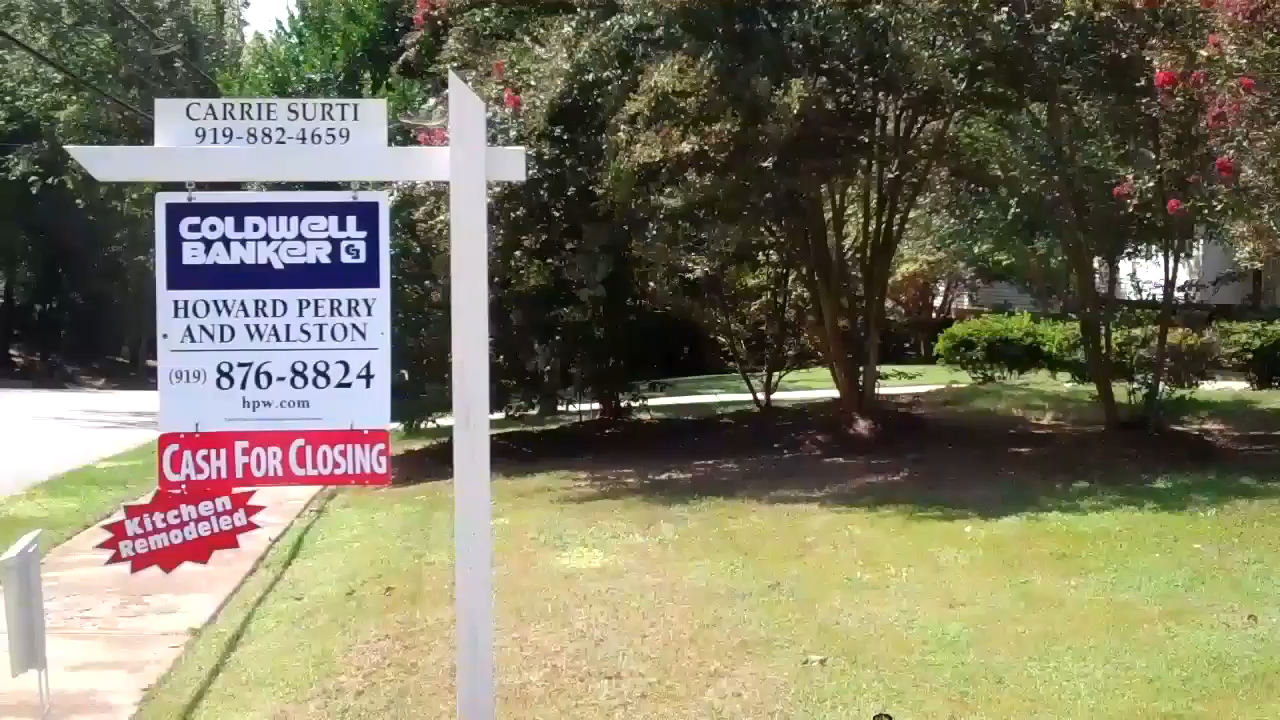 CARRIE SURTI
919-882-4659
COLDWELL
BANKER CB
HOWARD PERRY
AND WALSTON
(919) 876-8824
hpw.com
CASH FOR CLOSING
Kitchen
Remodeled